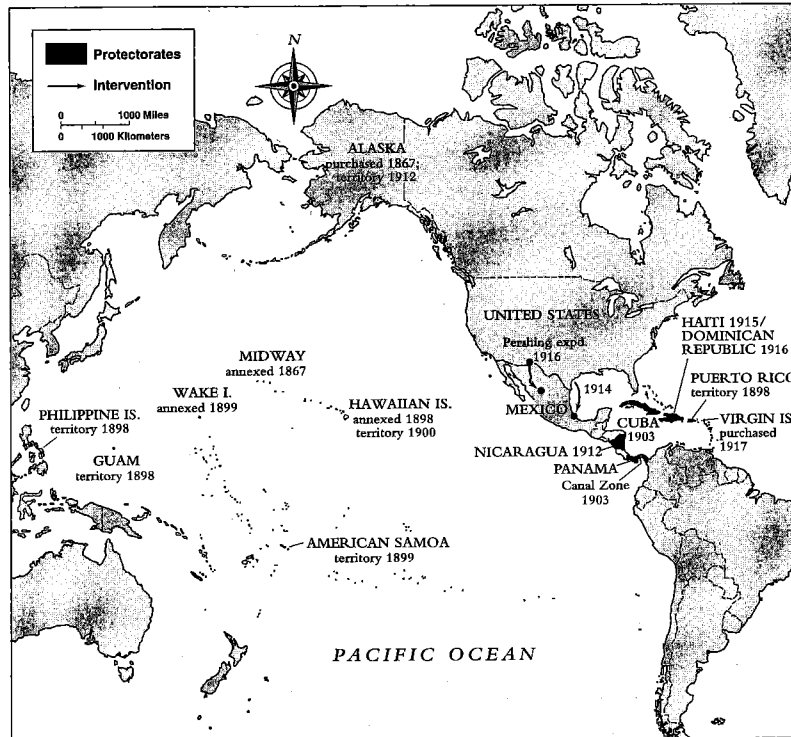 Protectorates
Intervention
0 1000 Miles
0 1000 Kilometers
N
ALASKA
purchased 1867;
territory 1912
UNITED STATES
Pershing expd.
1916
HAITI 1915/
DOMINICAN
REPUBLIC 1916
MIDWAY
annexed 1867
1914
PUERTO RICO
territory 1898
WAKE I.
annexed 1899
HAWAIIAN IS.
annexed 1898
territory 1900
MEXICO
CUBA
1903
VIRGIN IS.
purchased
1917
PHILIPPINE IS.
territory 1898
GUAM
territory 1898
NICARAGUA 1912
PANAMA
Canal Zone
1903
AMERICAN SAMOA
territory 1899
PACIFIC OCEAN